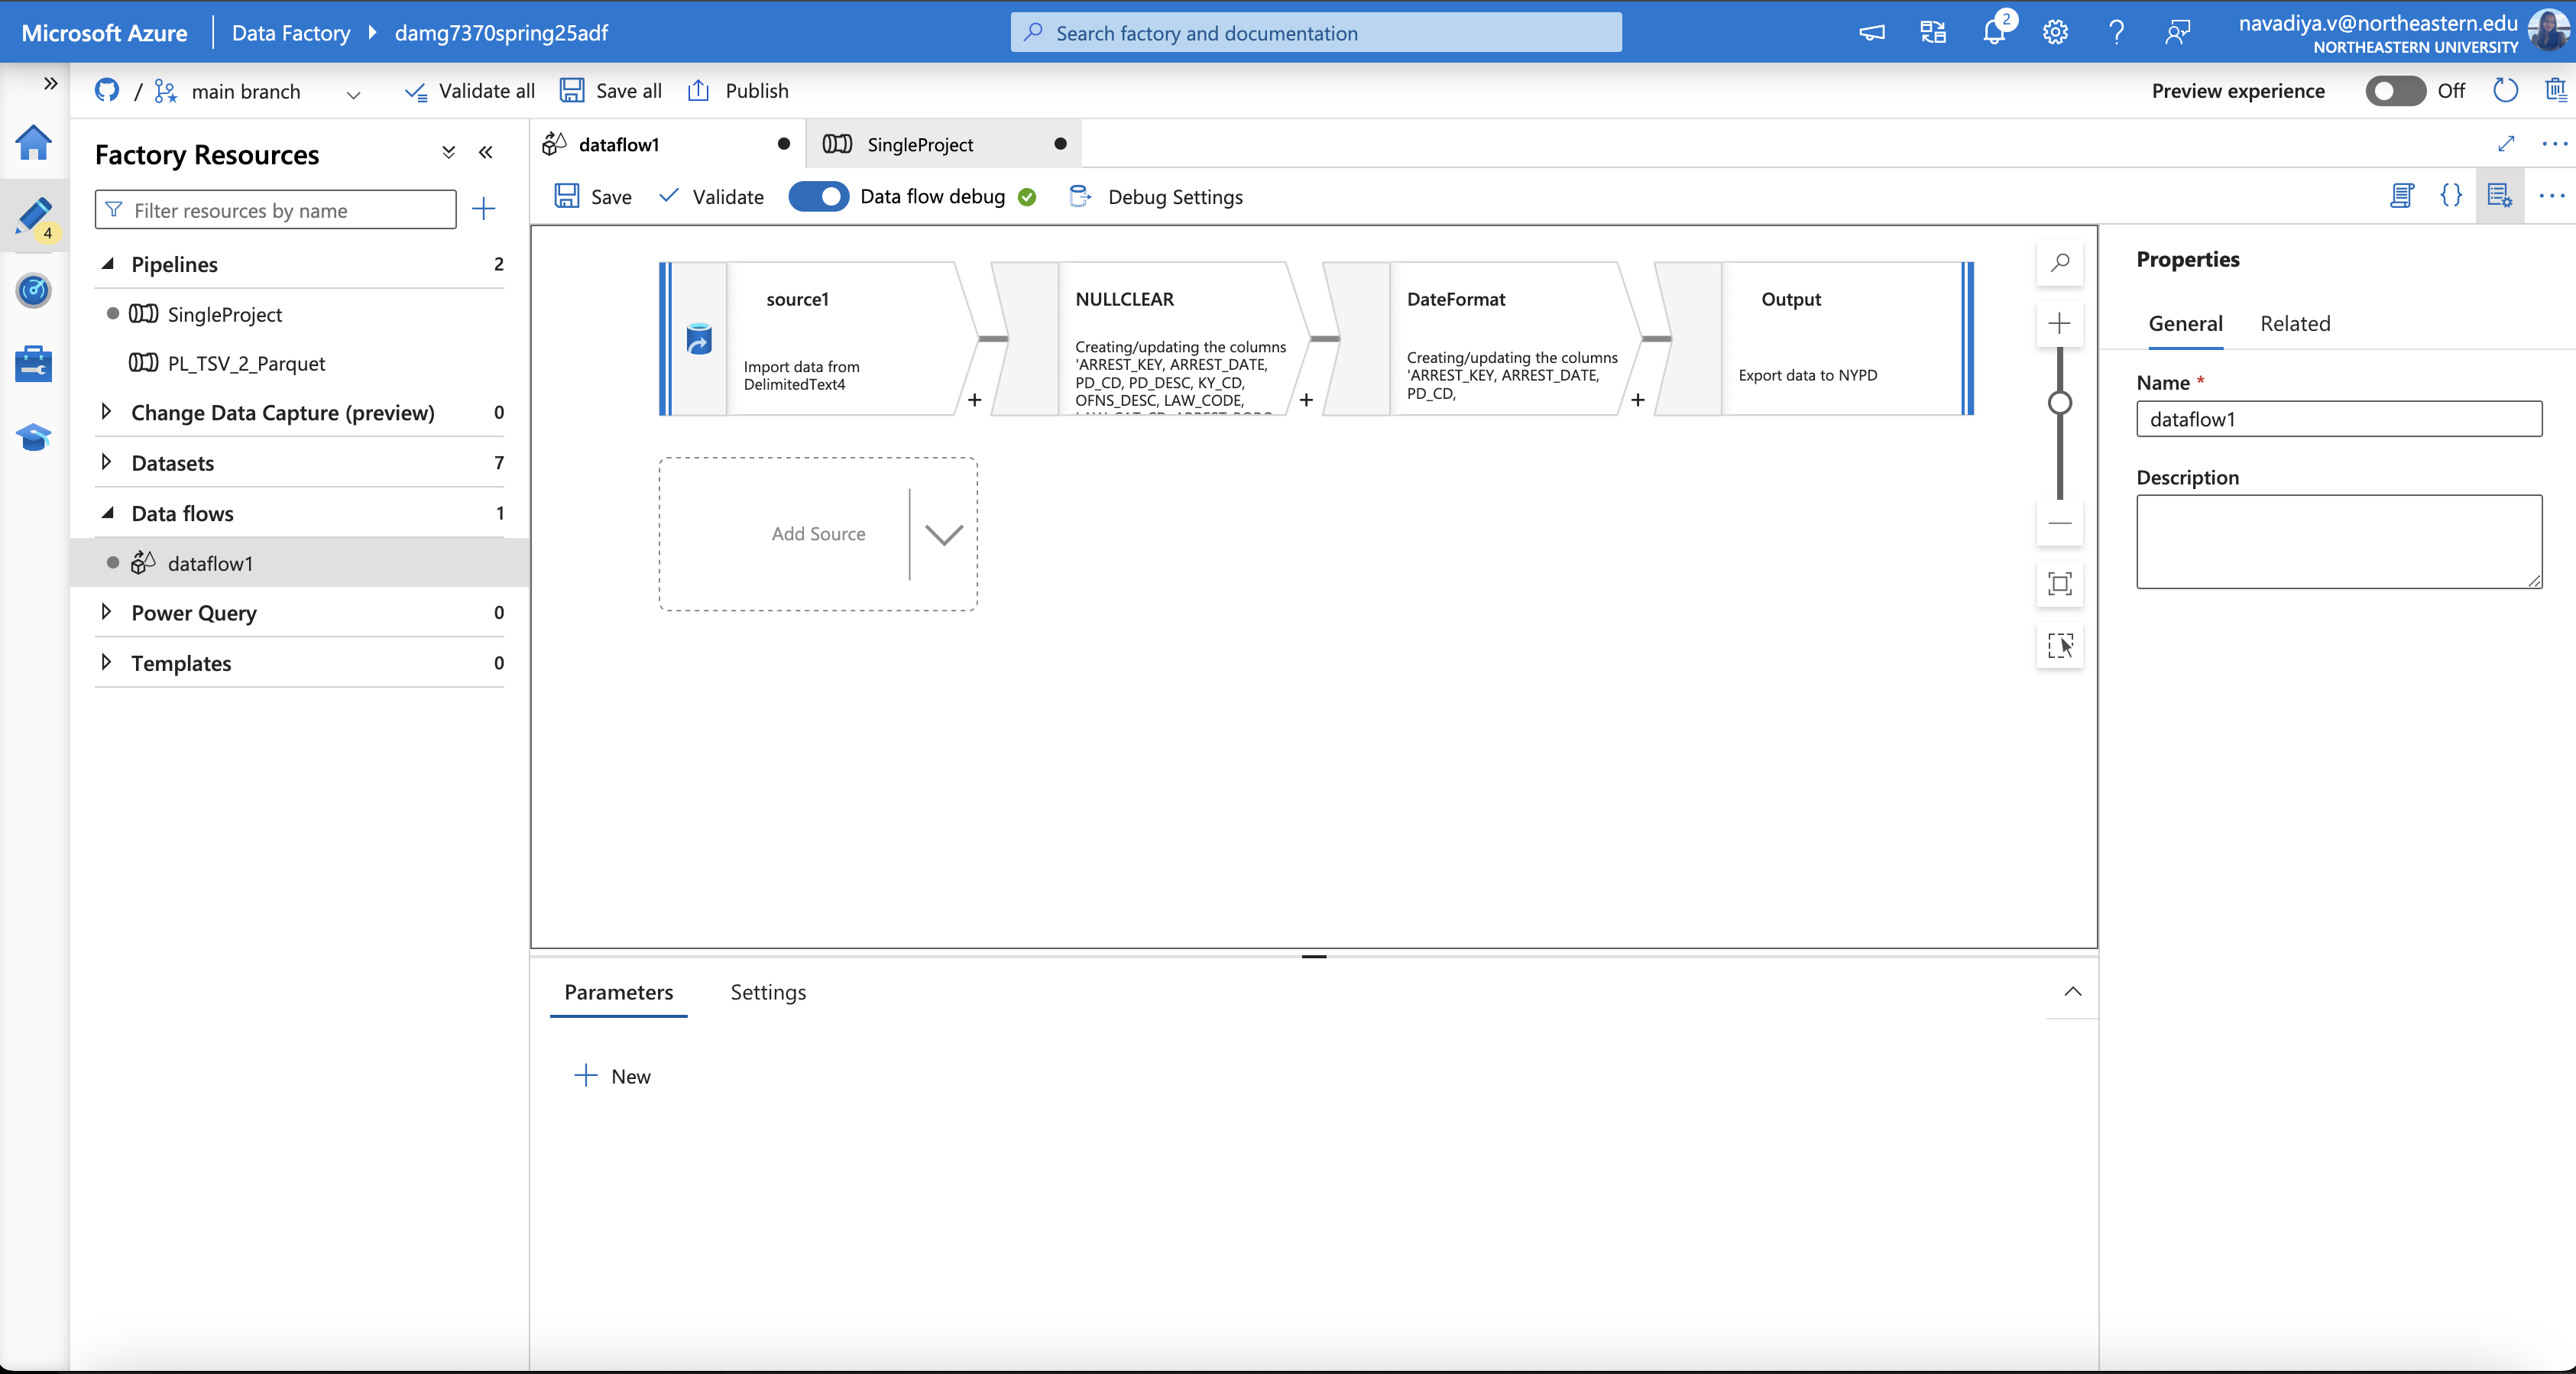 Microsoft Azure
Data Factory
damg7370spring25adf
Search factory and documentation
2
navadiya.v@northeastern.edu
NORTHEASTERN UNIVERSITY
/
main branch
Validate all
Save all
Publish
Preview experience
Off
4
Factory Resources
Filter resources by name
Pipelines 2
SingleProject
PL_TSV_2_Parquet
Change Data Capture (preview) 0
Datasets 7
Data flows 1
dataflow1
Power Query 0
Templates 0
dataflow1
SingleProject
Save
Validate
Data flow debug
Debug Settings
source1
Import data from
DelimitedText4
+
NULLCLEAR
Creating/updating the columns
'ARREST_KEY, ARREST_DATE,
PD_CD, PD_DESC, KY_CD,
OFNS_DESC, LAW_CODE,
+
DateFormat
Creating/updating the columns
'ARREST_KEY, ARREST_DATE,
PD_CD,
+
Output
Export data to NYPD
Add Source
Parameters
Settings
New
Properties
General
Related
Name *
dataflow1
Description